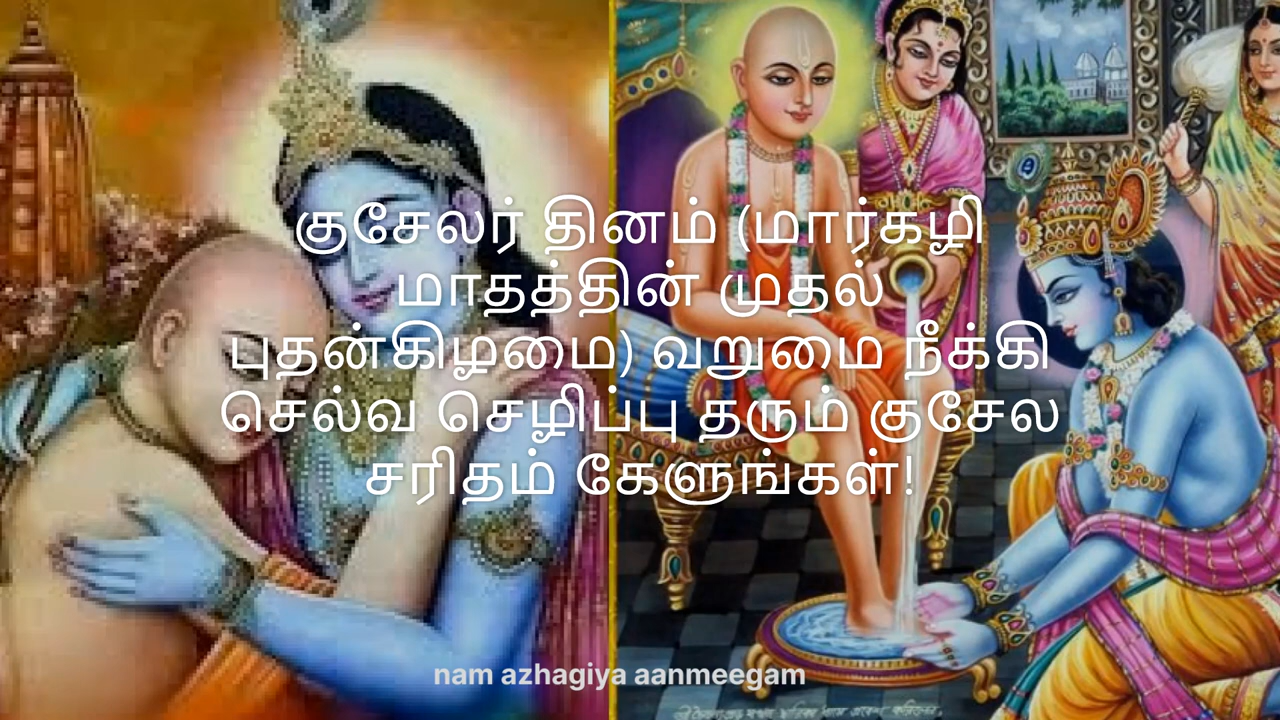 குசேலர் தினம் (மார்கழி
மாதத்தின் முதல்
புதன்கிழமை) வறுமை நீக்கி
செல்வ செழிப்பு தரும் குசேல
சரிதம் கேளுங்கள்!
nam azhagiya aanmeegam